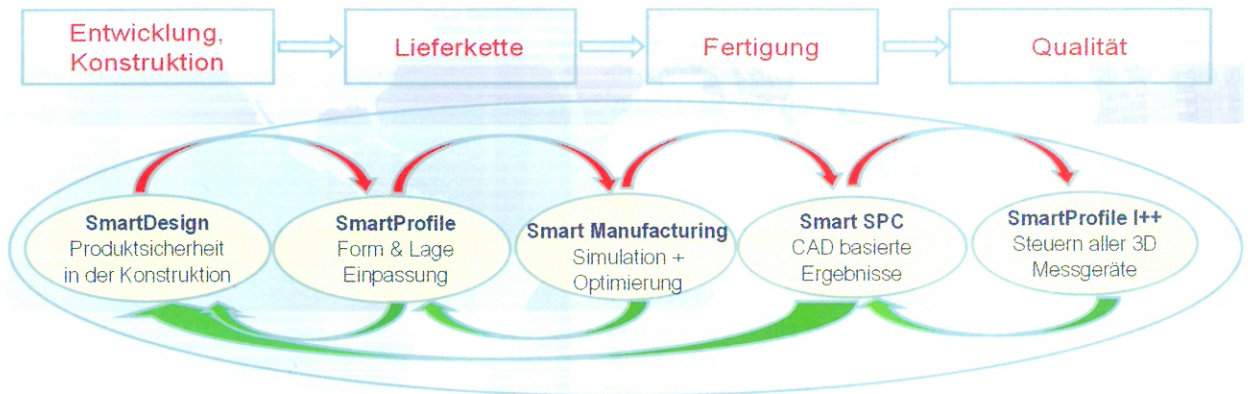 Entwicklung,
Konstruktion
Lieferkette
Fertigung
Qualität
SmartDesign
Produktsicherheit
in der Konstruktion
SmartProfile
Form & Lage
Einpassung
Smart Manufacturing
Simulation +
Optimierung
Smart SPC
CAD basierte
Ergebnisse
SmartProfile I++
Steuern aller 3D
Messgeräte